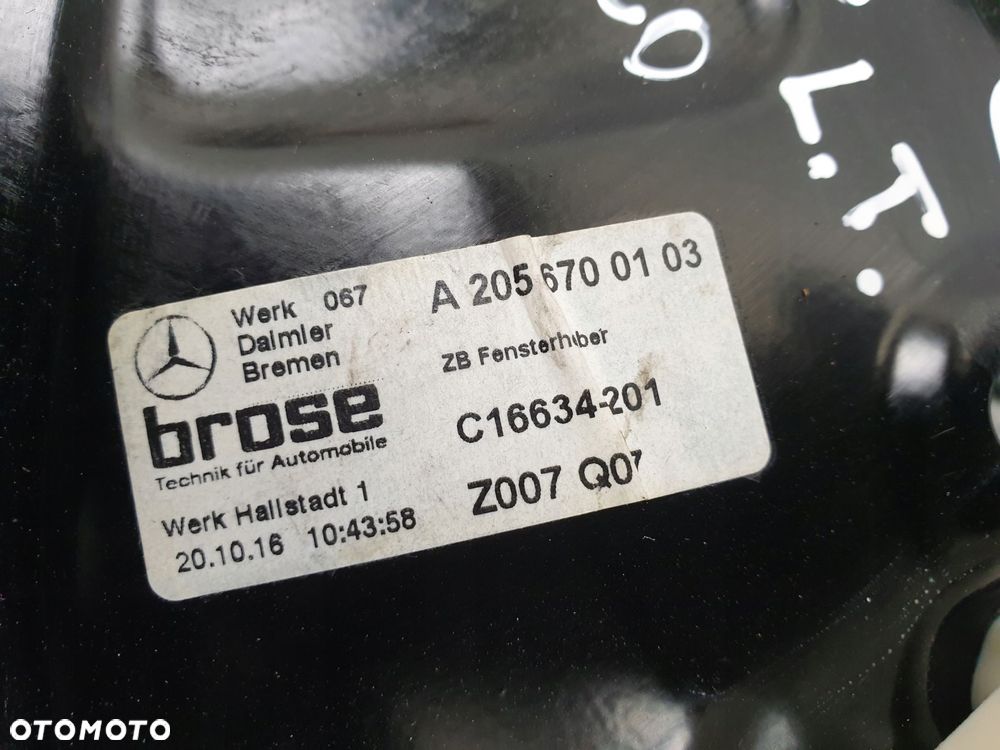 L.T.
Werk 067
Daimler
Bremen
brose
Technik für Automobile
Werk Hallstadt 1
20.10.16 10:43:58
A 205 670 01 03
ZB Fensterheber
C16634-201
Z007 Q07
OTOMOTO